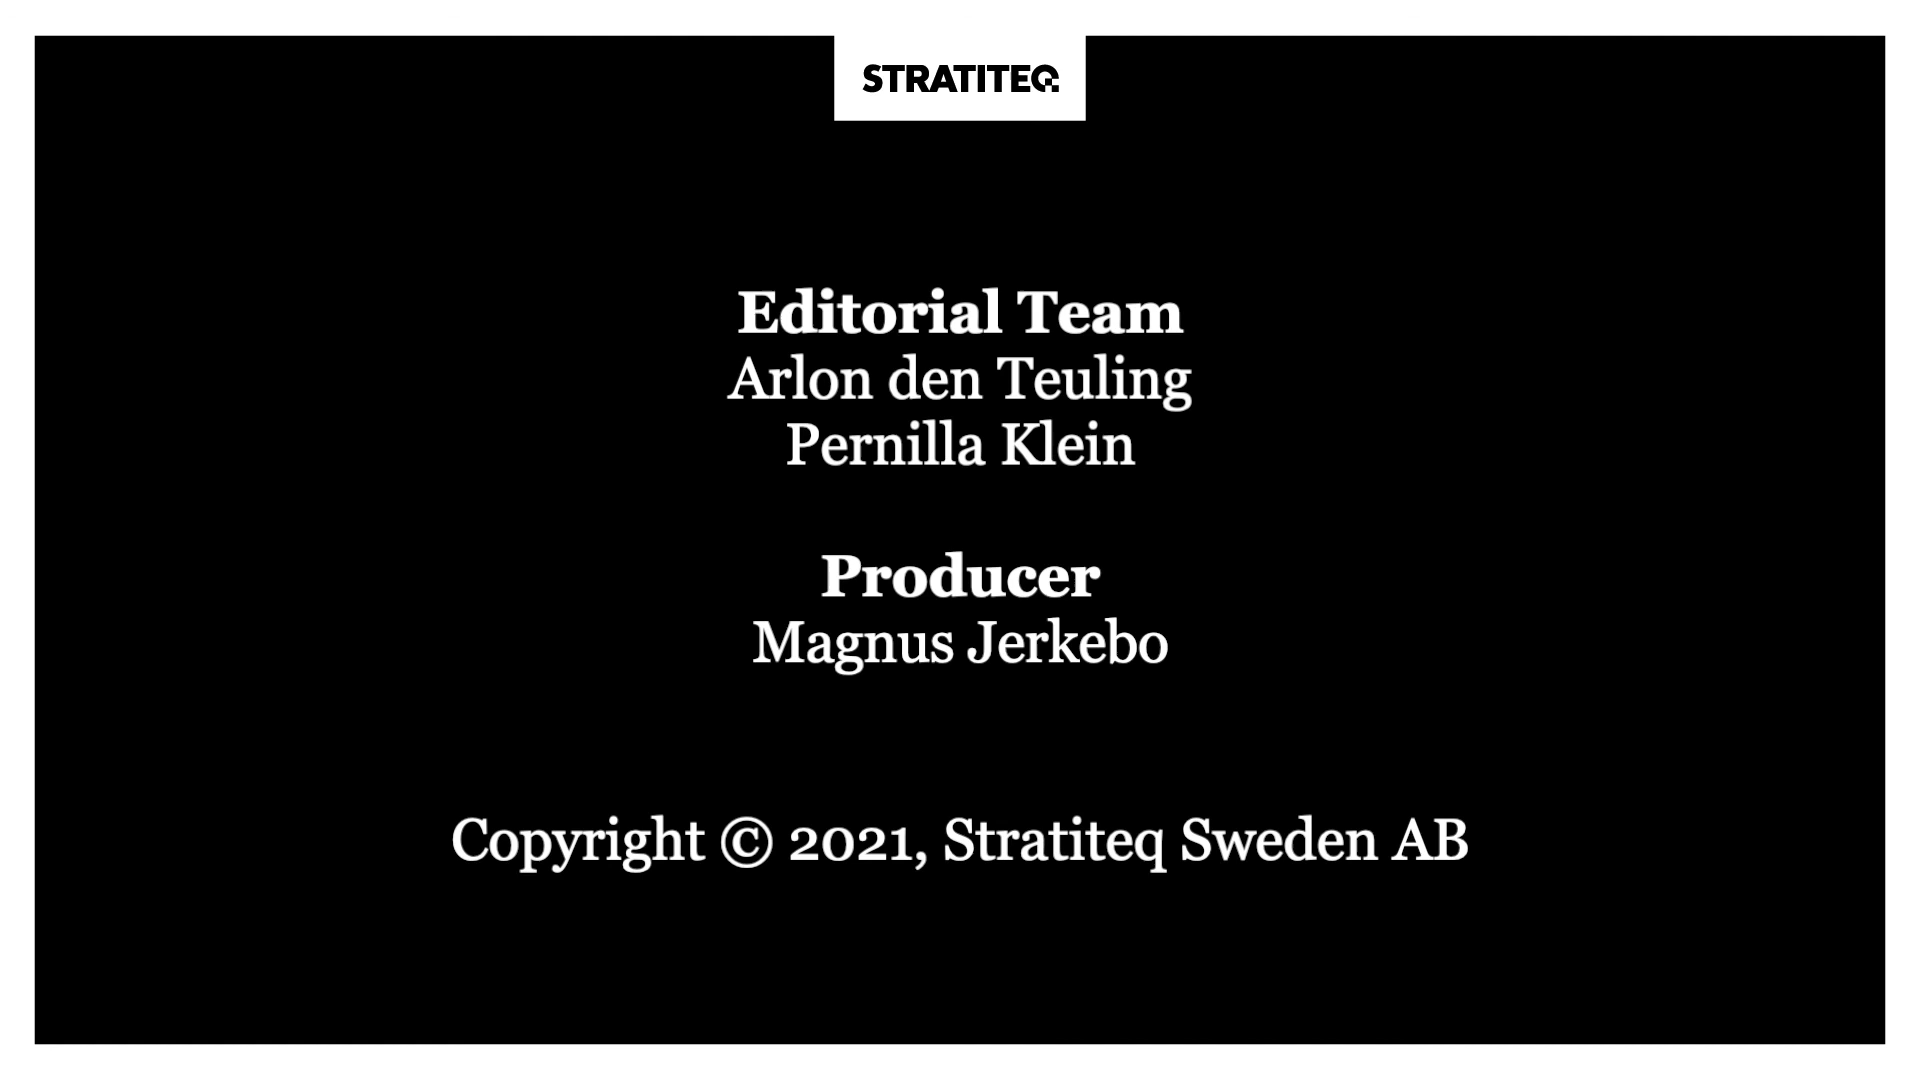 STRATITEQ
Editorial Team
Arlon den Teuling
Pernilla Klein
Producer
Magnus Jerkebo
Copyright © 2021, Stratiteq Sweden AB